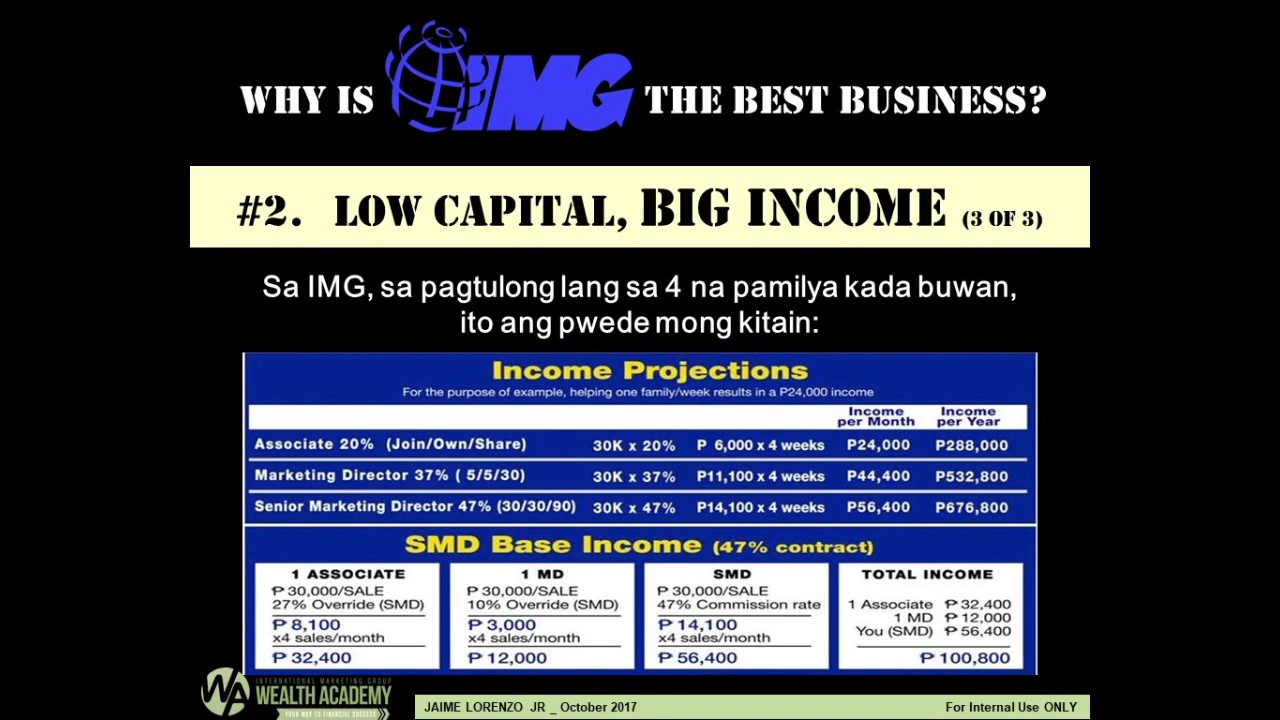 WHY IS IMG THE BEST BUSINESS?
#2. LOW CAPITAL, BIG INCOME (3 OF 3)
Sa IMG, sa pagtulong lang sa 4 na pamilya kada buwan,
ito ang pwede mong kitain:
Income Projections
For the purpose of example, helping one family/week results in a P24,000 income
Income per Month Income per Year
Associate 20% (Join/Own/Share) 30K x 20% P 6,000 x 4 weeks P24,000 P288,000
Marketing Director 37% ( 5/5/30) 30K x 37% P11,100 x 4 weeks P44,400 P532,800
Senior Marketing Director 47% (30/30/90) 30K x 47% P14,100 x 4 weeks P56,400 P676,800
SMD Base Income (47% contract)
1 ASSOCIATE
₱ 30,000/SALE
27% Override (SMD)
₱ 8,100
x4 sales/month
₱ 32,400
1 MD
₱ 30,000/SALE
10% Override (SMD)
₱ 3,000
x4 sales/month
₱ 12,000
SMD
₱ 30,000/SALE
47% Commission rate
₱ 14,100
x4 sales/month
₱ 56,400
TOTAL INCOME
1 Associate ₱ 32,400
1 MD ₱ 12,000
You (SMD) ₱ 56,400
₱ 100,800
WA
INTERNATIONAL MARKETING GROUP
WEALTH ACADEMY
YOUR WAY TO FINANCIAL SUCCESS
JAIME LORENZO JR _ October 2017 For Internal Use ONLY